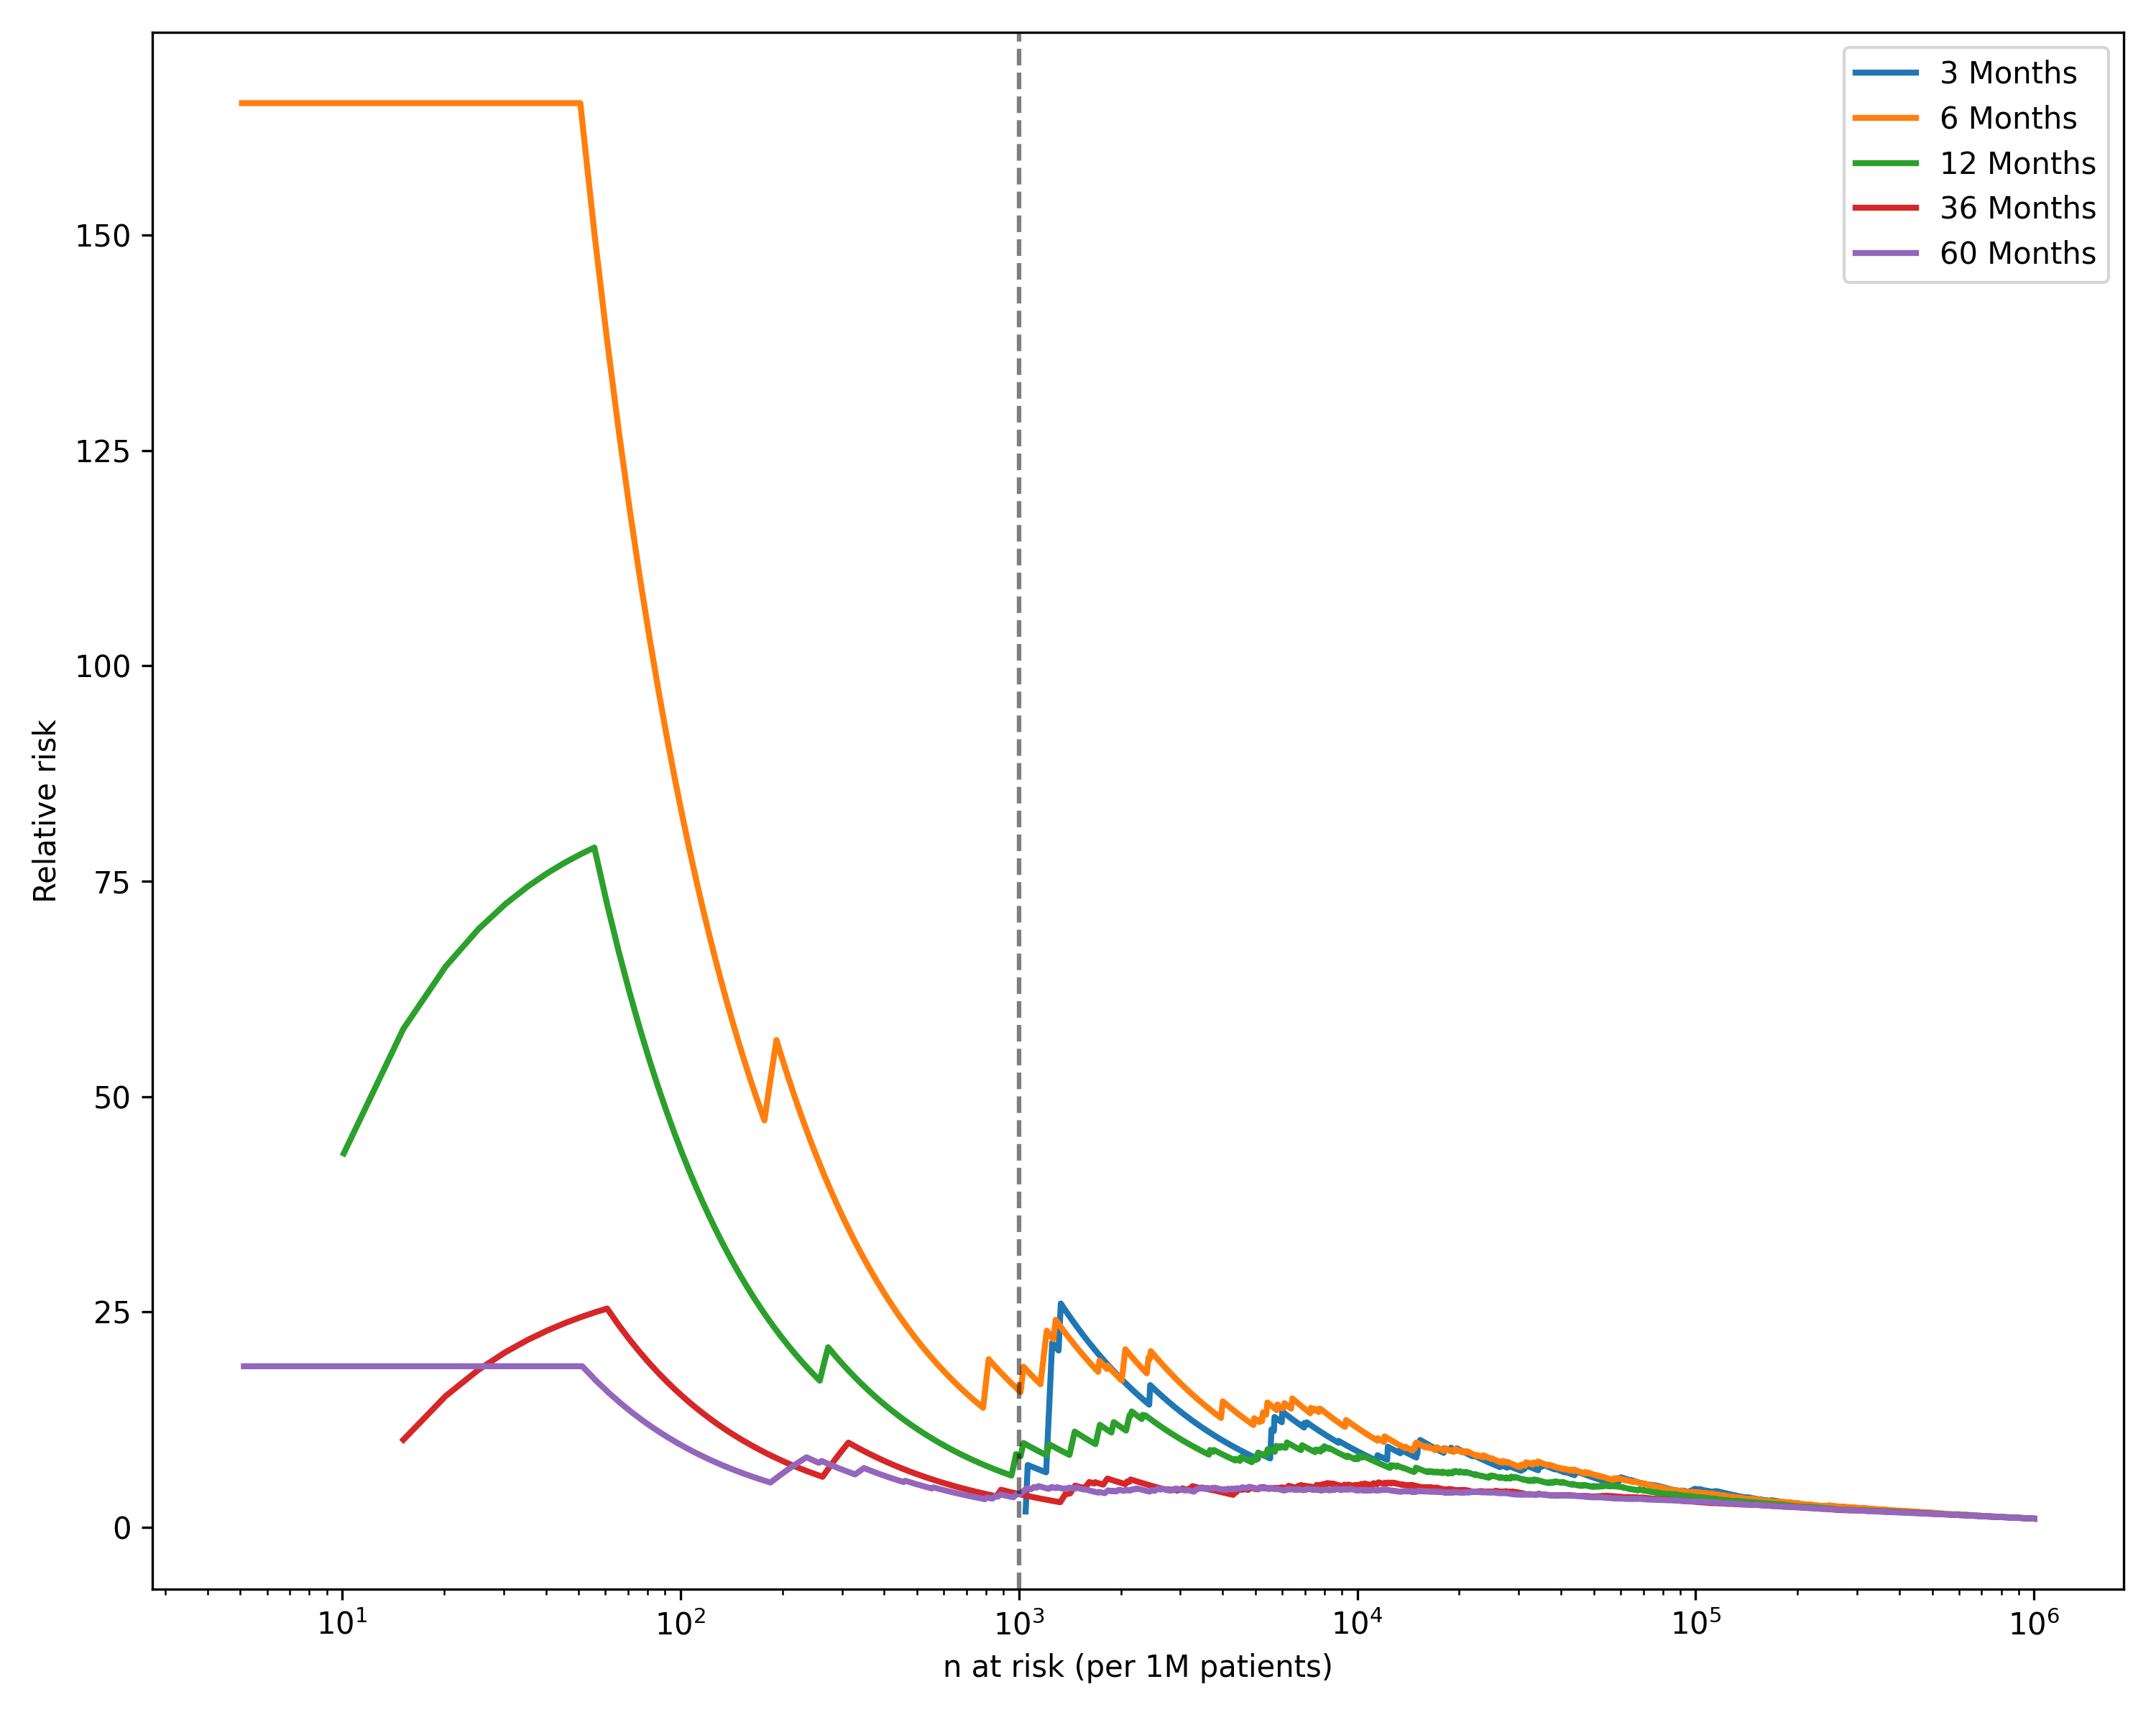 3 Months
6 Months
12 Months
36 Months
60 Months
150
125
100
75
50
25
0
Relative risk
10¹ 10² 10³ 10⁴ 10⁵ 10⁶
n at risk (per 1M patients)